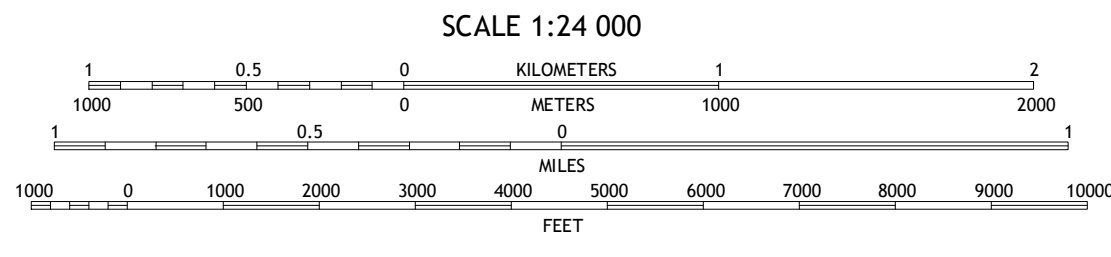 SCALE 1:24 000
1 0.5 0 KILOMETERS 1 2
1000 500 0 METERS 1000 2000
1 0.5 0 1
MILES
1000 0 1000 2000 3000 4000 5000 6000 7000 8000 9000 10000
FEET